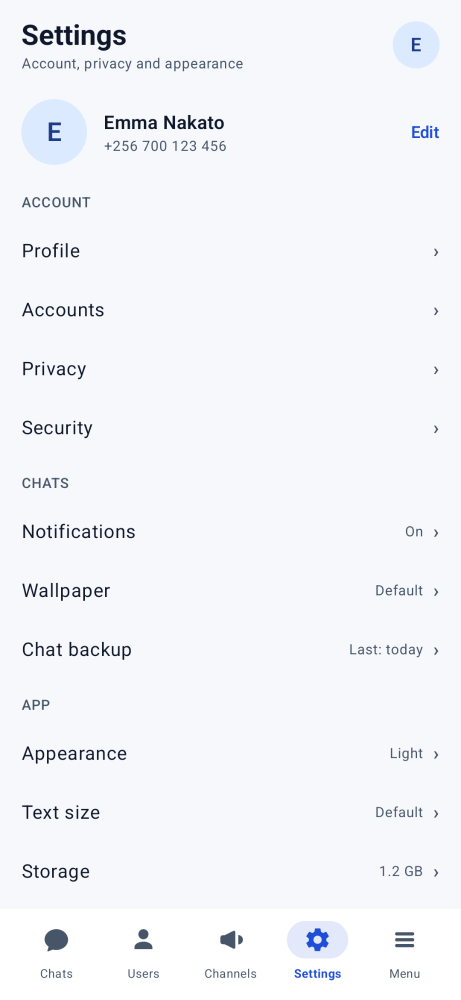 Settings
Account, privacy and appearance
E
E
Emma Nakato
+256 700 123 456
Edit
ACCOUNT
Profile ›
Accounts ›
Privacy ›
Security ›
CHATS
Notifications On ›
Wallpaper Default ›
Chat backup Last: today ›
APP
Appearance Light ›
Text size Default ›
Storage 1.2 GB ›
Chats Users Channels Settings Menu